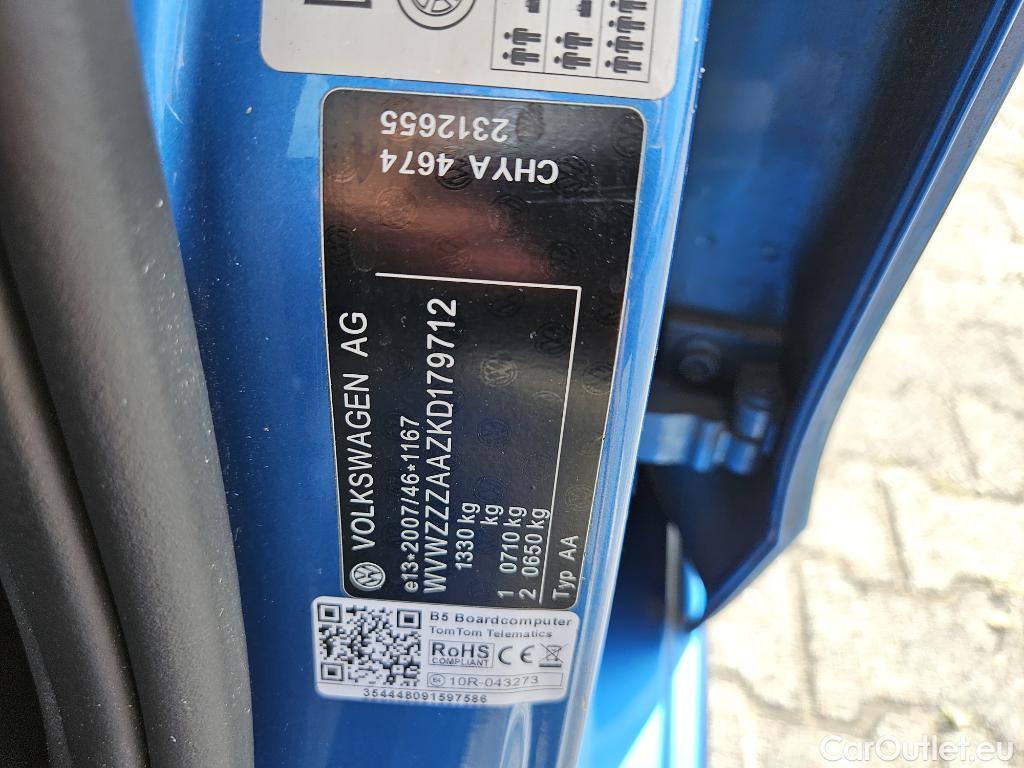 VOLKSWAGEN AG
e13*2007/46*1167
WVWZZZAAZKD179712
1330 kg
kg
1 0710 kg
2 0650 kg
Typ AA
CHYA 4674
2312655
B5 Boardcomputer
TomTom Telematics
RoHS
COMPLIANT
CE
E4 10R-043273
354448091597586
CarOutlet.eu